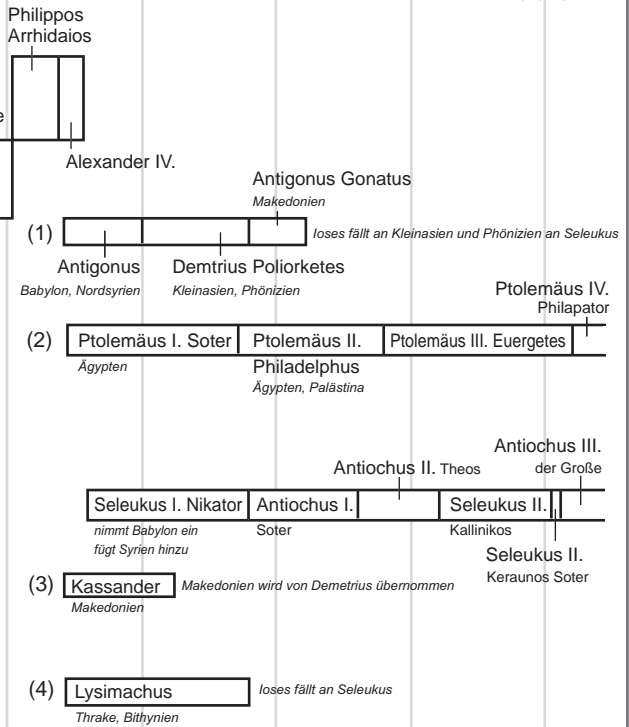 Philippos
Arrhidaios
e
Alexander IV.
Antigonus Gonatus
Makedonien
(1)
loses fällt an Kleinasien und Phönizien an Seleukus
Antigonus
Demtrius Poliorketes
Babylon, Nordsyrien
Kleinasien, Phönizien
Ptolemäus IV.
Philapator
(2) Ptolemäus I. Soter Ptolemäus II. Ptolemäus III. Euergetes
Ägypten
Philadelphus
Ägypten, Palästina
Antiochus III.
der Große
Antiochus II. Theos
Seleukus I. Nikator Antiochus I. Seleukus II.
nimmt Babylon ein
fügt Syrien hinzu
Soter
Kallinikos
Seleukus II.
Keraunos Soter
(3) Kassander Makedonien wird von Demetrius übernommen
Makedonien
(4) Lysimachus loses fällt an Seleukus
Thrake, Bithynien